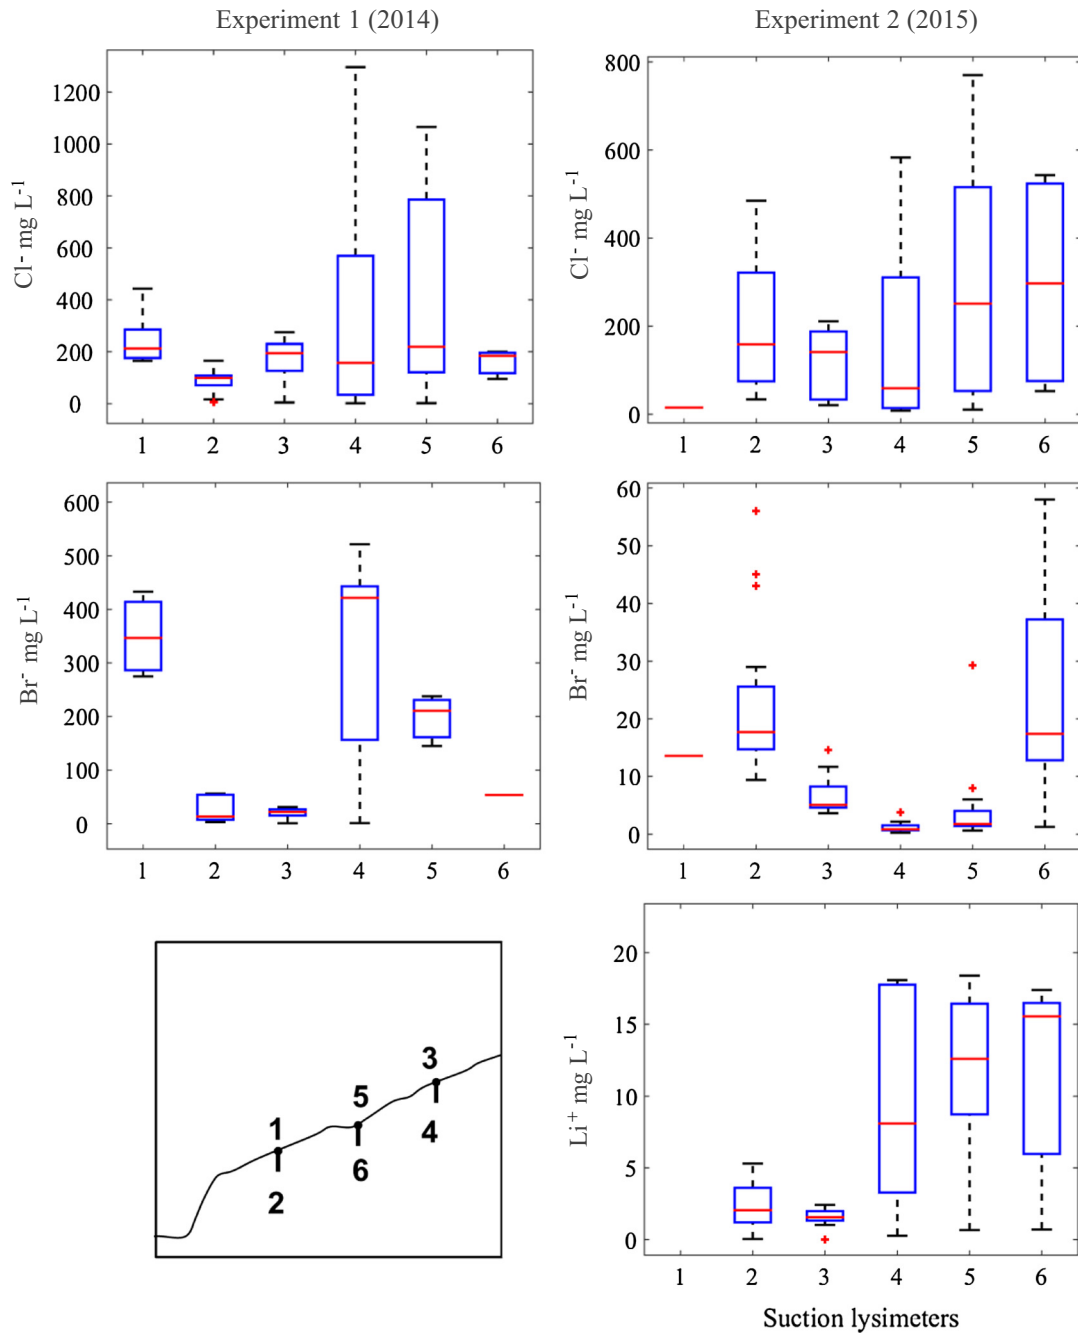 Experiment 1 (2014)
Experiment 2 (2015)
Cl⁻ mg L⁻¹
1200
1000
800
600
400
200
0
1 2 3 4 5 6
Cl⁻ mg L⁻¹
800
600
400
200
0
1 2 3 4 5 6
Br⁻ mg L⁻¹
600
500
400
300
200
100
0
1 2 3 4 5 6
Br⁻ mg L⁻¹
60
50
40
30
20
10
0
1 2 3 4 5 6
3
5
1
4
6
2
Li⁺ mg L⁻¹
20
15
10
5
0
1 2 3 4 5 6
Suction lysimeters